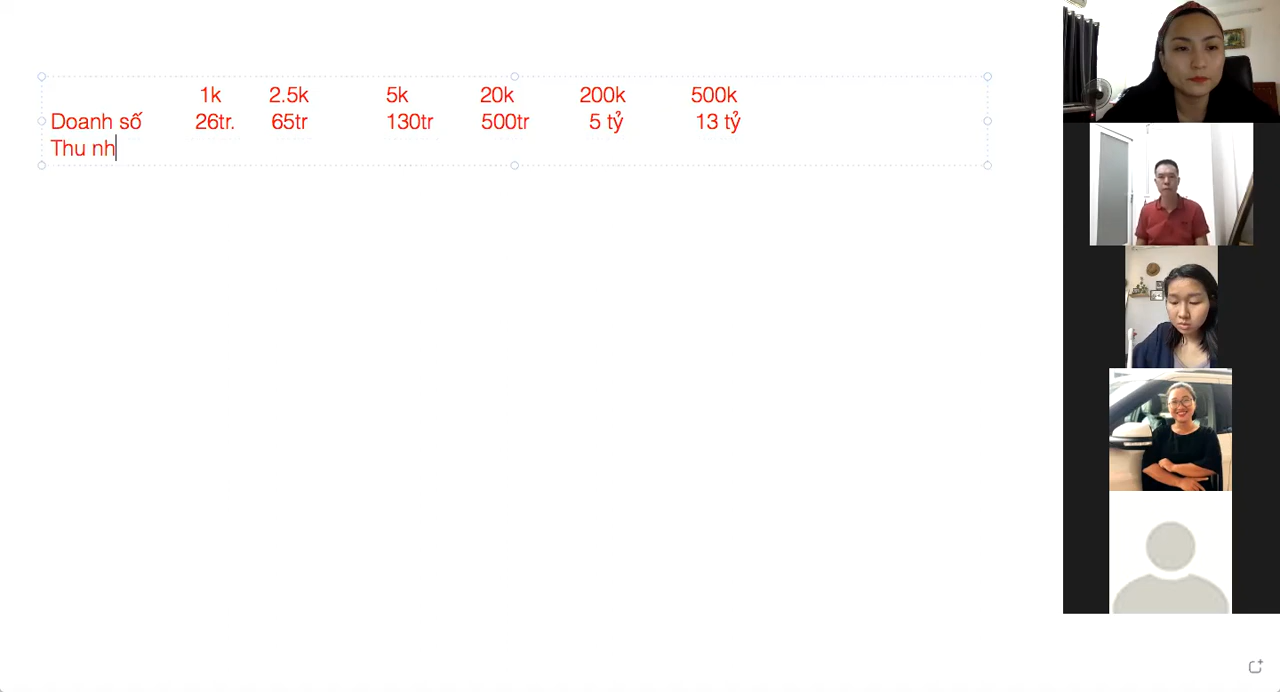 1k 2.5k 5k 20k 200k 500k
Doanh số 26tr. 65tr 130tr 500tr 5 tỷ 13 tỷ
Thu nh